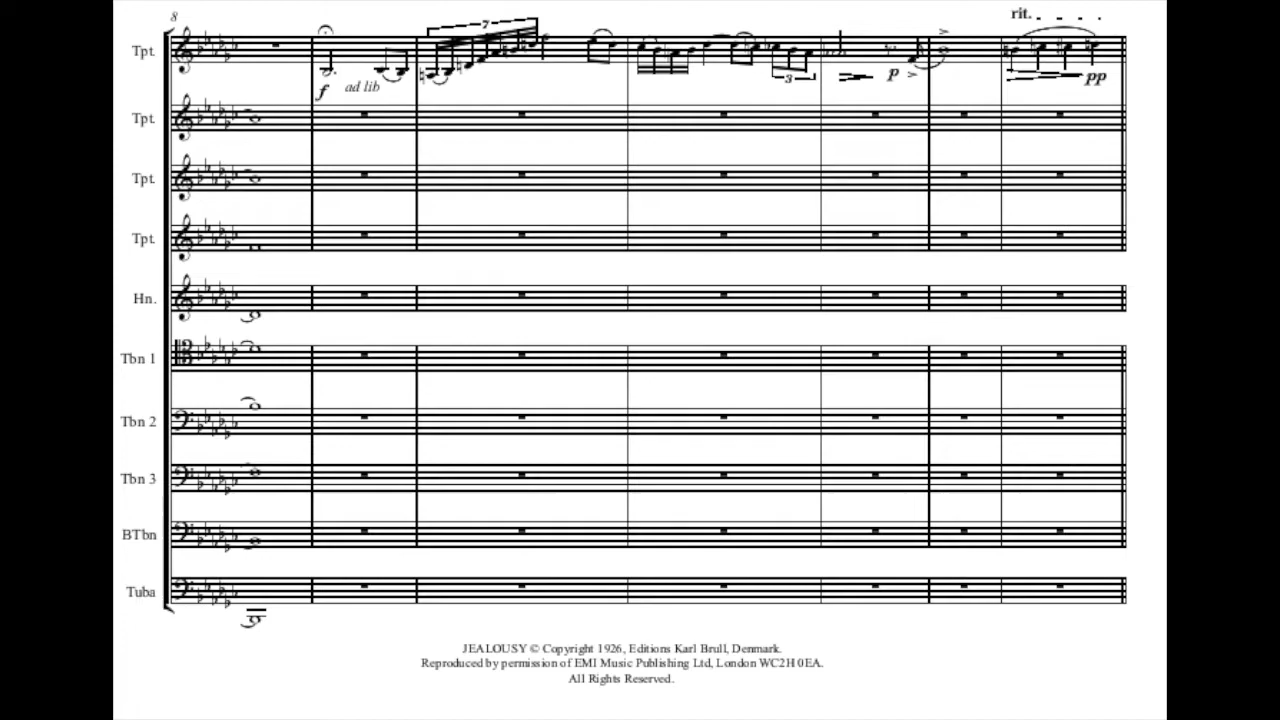 8
rit.
Tpt.
7
f
ad lib
3
p
pp
Tpt.
Tpt.
Tpt.
Hn.
Tbn 1
Tbn 2
Tbn 3
BTbn
Tuba
JEALOUSY © Copyright 1926, Editions Karl Brull, Denmark.
Reproduced by permission of EMI Music Publishing Ltd, London WC2H 0EA.
All Rights Reserved.